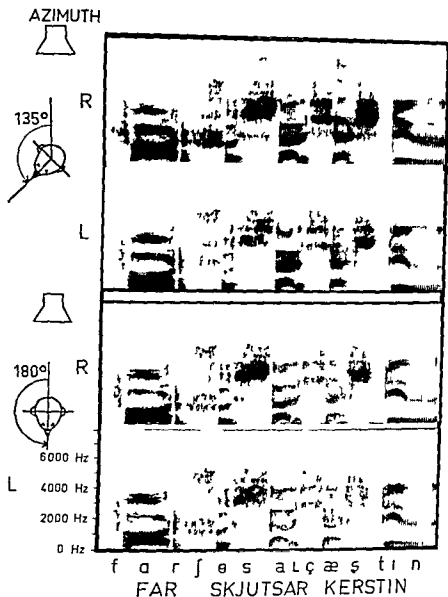 AZIMUTH
R
135°
L
R
180°
L
6000 Hz
4000 Hz
2000 Hz
0 Hz
f ɑ r ʃ ɵ s a ʟ ç æ ş t ı n
FAR SKJUTSAR KERSTIN